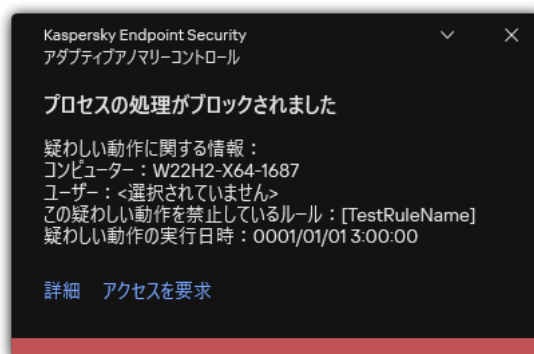 Kaspersky Endpoint Security
アダプティブアノマリーコントロール
プロセスの処理がブロックされました
疑わしい動作に関する情報：
コンピューター：W22H2-X64-1687
ユーザー：<選択されていません>
この疑わしい動作を禁止しているルール：[TestRuleName]
疑わしい動作の実行日時：0001/01/01 3:00:00
詳細 アクセスを要求